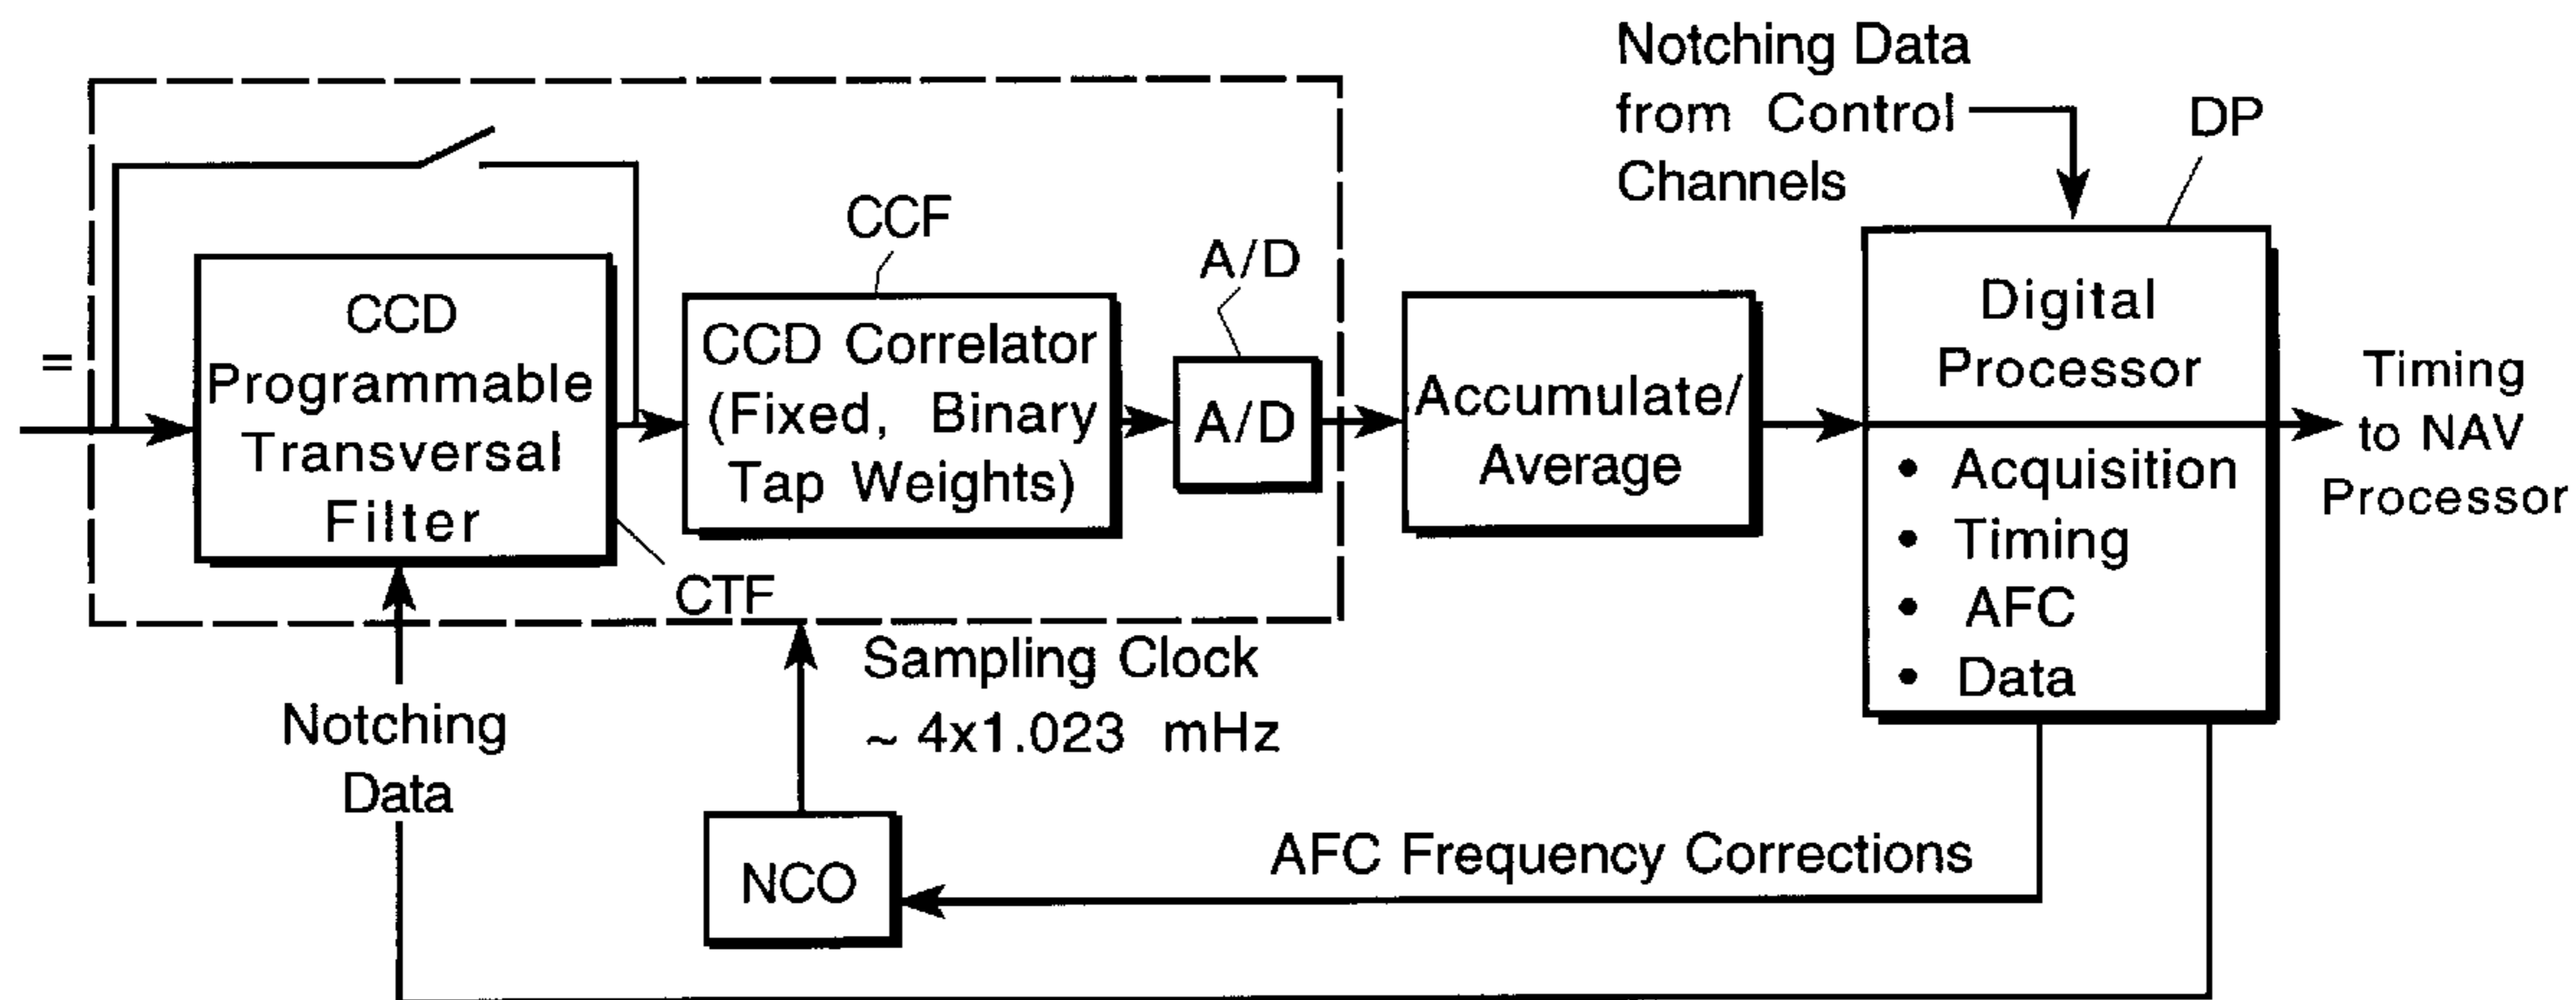 Notching Data
from Control
Channels
DP
CCF
A/D
=
CCD
Programmable
Transversal
Filter
CTF
CCD Correlator
(Fixed, Binary
Tap Weights)
A/D
Accumulate/
Average
Digital
Processor
• Acquisition
• Timing
• AFC
• Data
Timing
to NAV
Processor
Sampling Clock
~ 4x1.023 mHz
Notching
Data
NCO
AFC Frequency Corrections